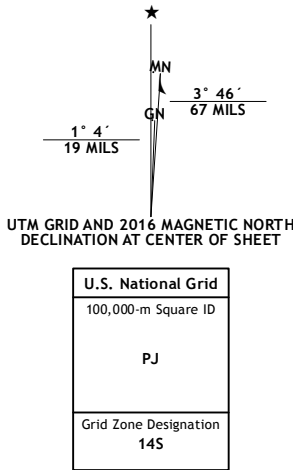 ★
MN
GN
3° 46´
67 MILS
1° 4´
19 MILS
UTM GRID AND 2016 MAGNETIC NORTH
DECLINATION AT CENTER OF SHEET
U.S. National Grid
100,000-m Square ID
PJ
Grid Zone Designation
14S